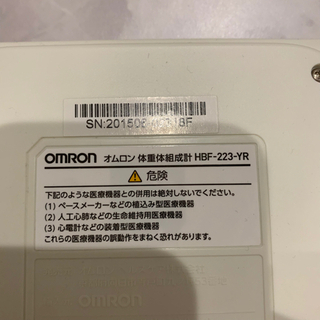 OMRON オムロン 体重体組成計 HBF-223-YR
危険
下記のような医療機器との併用は絶対しないでください。
(1) ペースメーカーなどの植込み型医療機器
(2) 人工心肺などの生命維持用医療機器
(3) 心電計などの装着型医療機器
これらの医療機器の誤動作をまねく恐れがあります。
OMRON